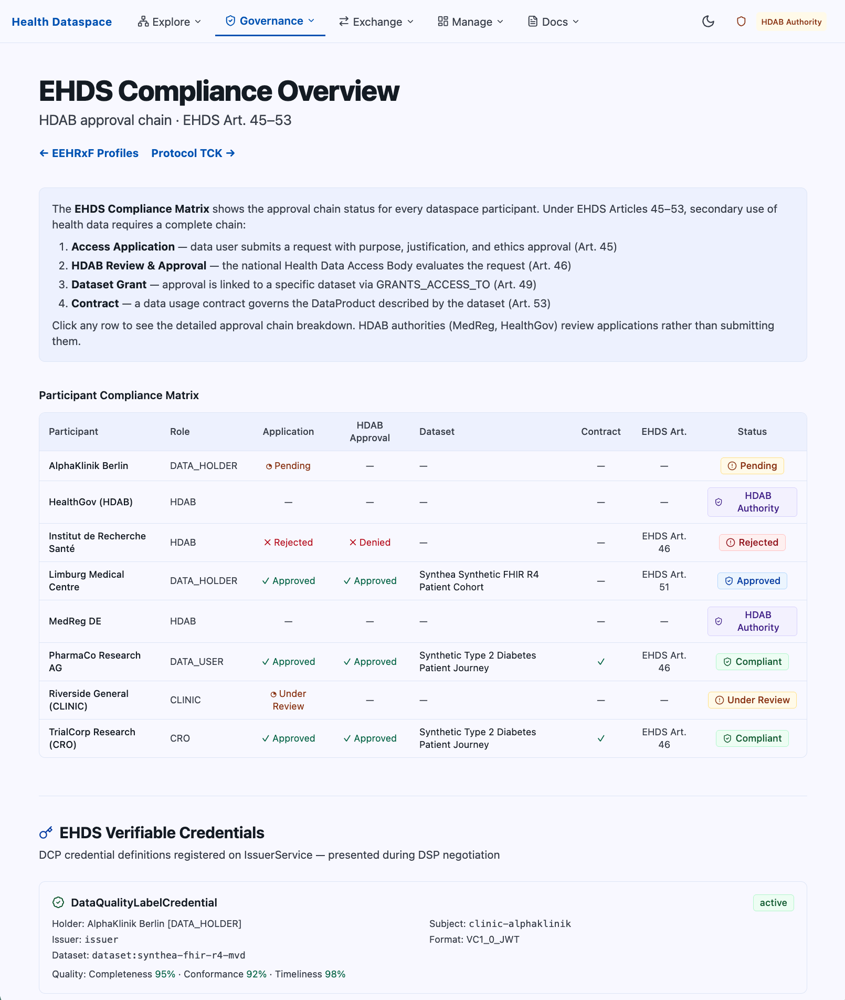 Health Dataspace
Explore
Governance
Exchange
Manage
Docs
HDAB Authority
EHDS Compliance Overview
HDAB approval chain · EHDS Art. 45–53
← EEHRxF Profiles Protocol TCK →
The EHDS Compliance Matrix shows the approval chain status for every dataspace participant. Under EHDS Articles 45–53, secondary use of
health data requires a complete chain:
1. Access Application — data user submits a request with purpose, justification, and ethics approval (Art. 45)
2. HDAB Review & Approval — the national Health Data Access Body evaluates the request (Art. 46)
3. Dataset Grant — approval is linked to a specific dataset via GRANTS_ACCESS_TO (Art. 49)
4. Contract — a data usage contract governs the DataProduct described by the dataset (Art. 53)
Click any row to see the detailed approval chain breakdown. HDAB authorities (MedReg, HealthGov) review applications rather than submitting
them.
Participant Compliance Matrix
Participant
Role
Application
HDAB
Approval
Dataset
Contract
EHDS Art.
Status
AlphaKlinik Berlin
DATA_HOLDER
Pending
—
—
—
—
Pending
HealthGov (HDAB)
HDAB
—
—
—
—
—
HDAB
Authority
Institut de Recherche
Santé
HDAB
✕ Rejected
✕ Denied
—
—
EHDS Art.
46
Rejected
Limburg Medical
Centre
DATA_HOLDER
✓ Approved
✓ Approved
Synthea Synthetic FHIR R4
Patient Cohort
—
EHDS Art.
51
Approved
MedReg DE
HDAB
—
—
—
—
—
HDAB
Authority
PharmaCo Research
AG
DATA_USER
✓ Approved
✓ Approved
Synthetic Type 2 Diabetes
Patient Journey
✓
EHDS Art.
46
Compliant
Riverside General
(CLINIC)
CLINIC
Under
Review
—
—
—
—
Under Review
TrialCorp Research
(CRO)
CRO
✓ Approved
✓ Approved
Synthetic Type 2 Diabetes
Patient Journey
✓
EHDS Art.
46
Compliant
EHDS Verifiable Credentials
DCP credential definitions registered on IssuerService — presented during DSP negotiation
DataQualityLabelCredential
active
Holder: AlphaKlinik Berlin [DATA_HOLDER]
Subject: clinic-alphaklinik
Issuer: issuer
Format: VC1_0_JWT
Dataset: dataset:synthea-fhir-r4-mvd
Quality: Completeness 95% · Conformance 92% · Timeliness 98%